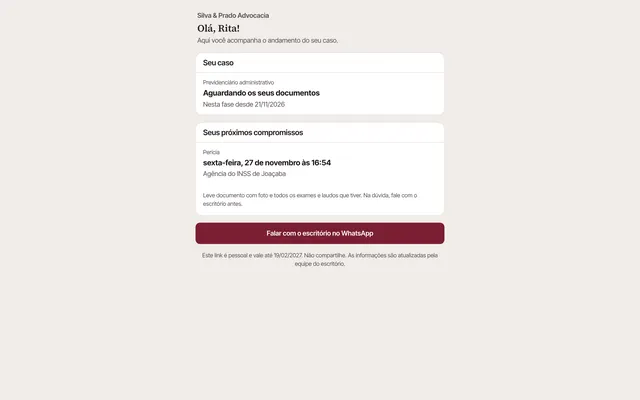 Silva & Prado Advocacia
Olá, Rita!
Aqui você acompanha o andamento do seu caso.
Seu caso
Previdenciário administrativo
Aguardando os seus documentos
Nesta fase desde 21/11/2026
Seus próximos compromissos
Perícia
sexta-feira, 27 de novembro às 16:54
Agência do INSS de Joaçaba
Leve documento com foto e todos os exames e laudos que tiver. Na dúvida, fale com o
escritório antes.
Falar com o escritório no WhatsApp
Este link é pessoal e vale até 19/02/2027. Não compartilhe. As informações são atualizadas pela
equipe do escritório.